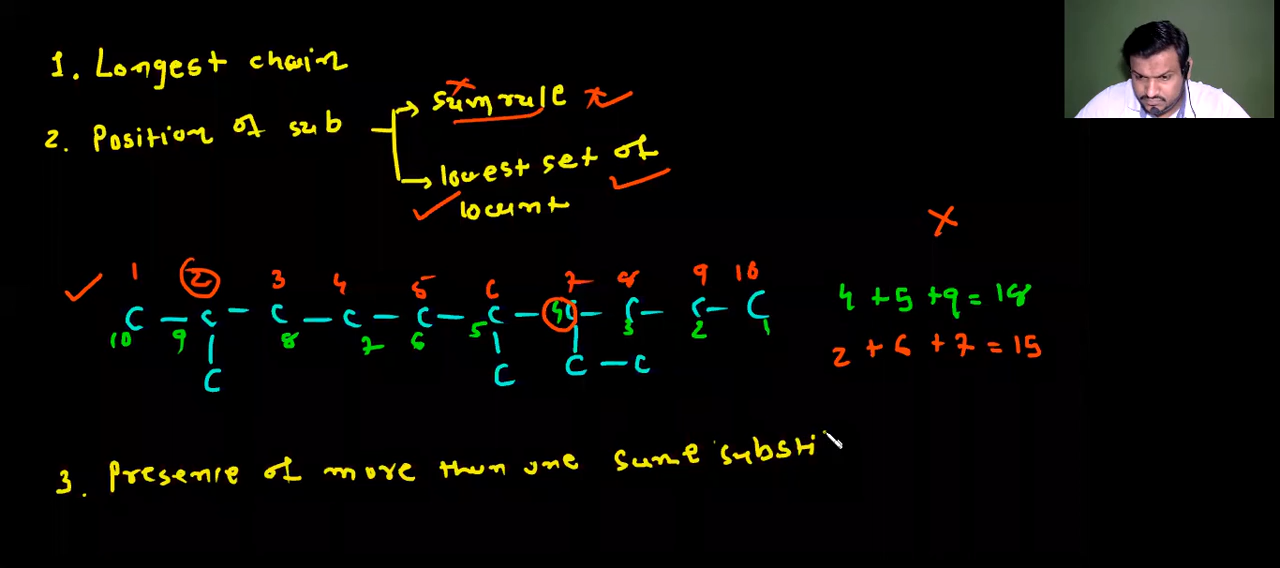 1. Longest chain
sum rule
2. Position of sub
lowest set of
locant
1 2 3 4 5 6 7 8 9 10
C – C – C – C – C – C – C – C – C – C
10 9 8 7 6 5 4 3 2 1
C C C – C
4 + 5 + 9 = 18
2 + 6 + 7 = 15
3. Presence of more than one same substi